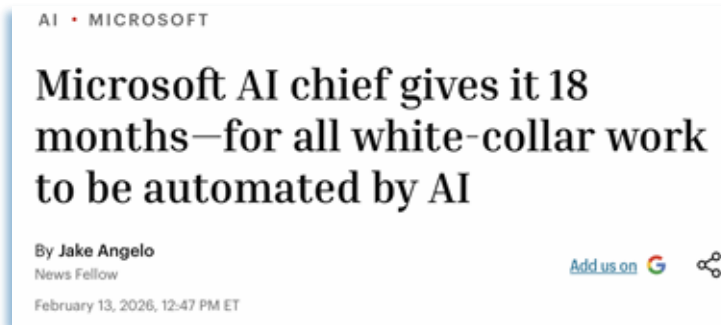 AI • MICROSOFT
Microsoft AI chief gives it 18
months—for all white-collar work
to be automated by AI
By Jake Angelo
News Fellow
Add us on
February 13, 2026, 12:47 PM ET